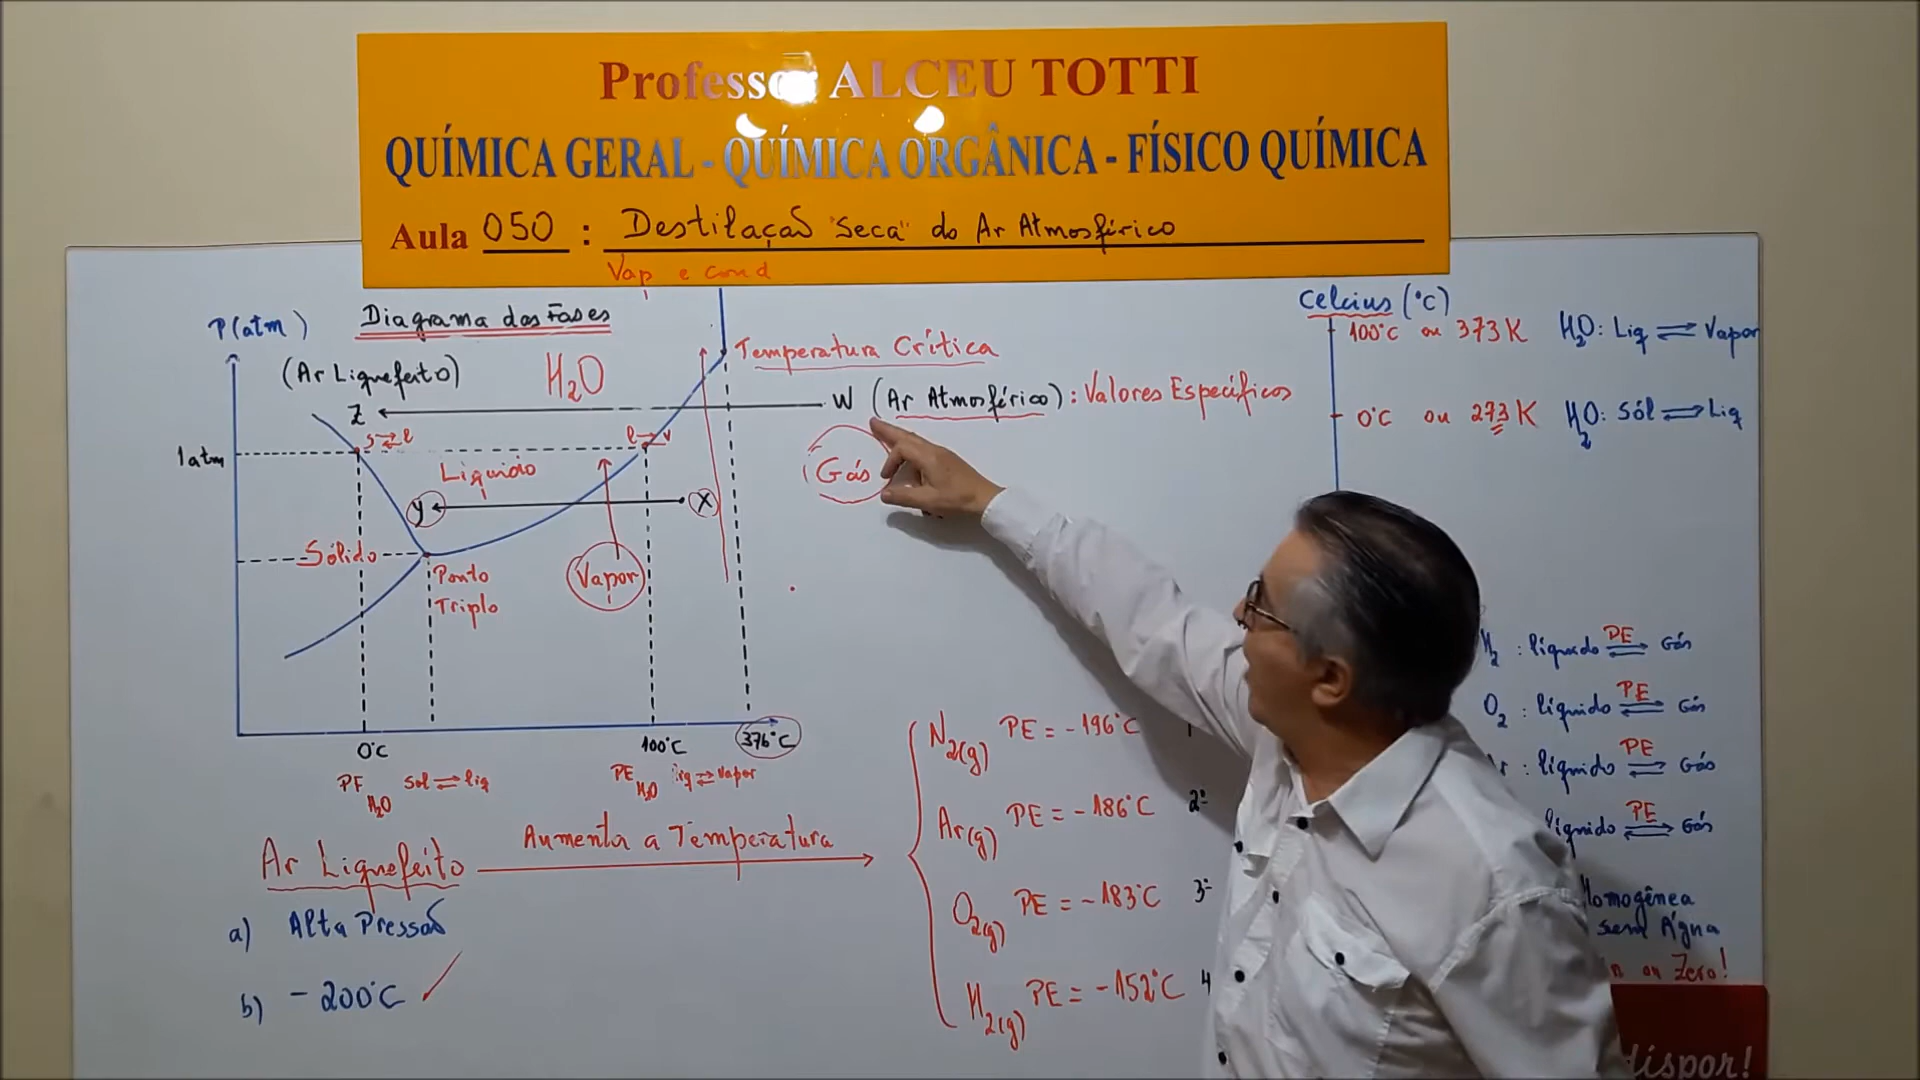 Professor ALCEU TOTTI
QUÍMICA GERAL - QUÍMICA ORGÂNICA - FÍSICO QUÍMICA
Aula 050 : Destilação "Seca" do Ar Atmosférico
Vap e cond
P(atm)
Diagrama das Fases
(Ar Liquefeito)
H2O
Temperatura Crítica
Z
W (Ar Atmosférico) : Valores Específicos
1atm
s⇌l
l⇌v
Líquido
Gás
y
X
Sólido
Ponto
Triplo
Vapor
0°C
100°C
376°C
PF H2O Sol ⇌ liq
PE H2O liq ⇌ vapor
Ar Liquefeito
Aumenta a Temperatura
a) Alta Pressão
b) -200°C
N2(g) PE = -196°C 1
Ar(g) PE = -186°C 2º
O2(g) PE = -183°C 3º
H2(g) PE = -152°C 4
Celcius (°C)
100°C ou 373K H2O: Liq ⇌ Vapor
0°C ou 273K H2O: Sól ⇌ Liq
H2 : líquido PE ⇌ Gás
O2 : líquido PE ⇌ Gás
r : líquido PE ⇌ Gás
líquido PE ⇌ Gás
Homogênea
sem Água
ou Zero!
dispor!